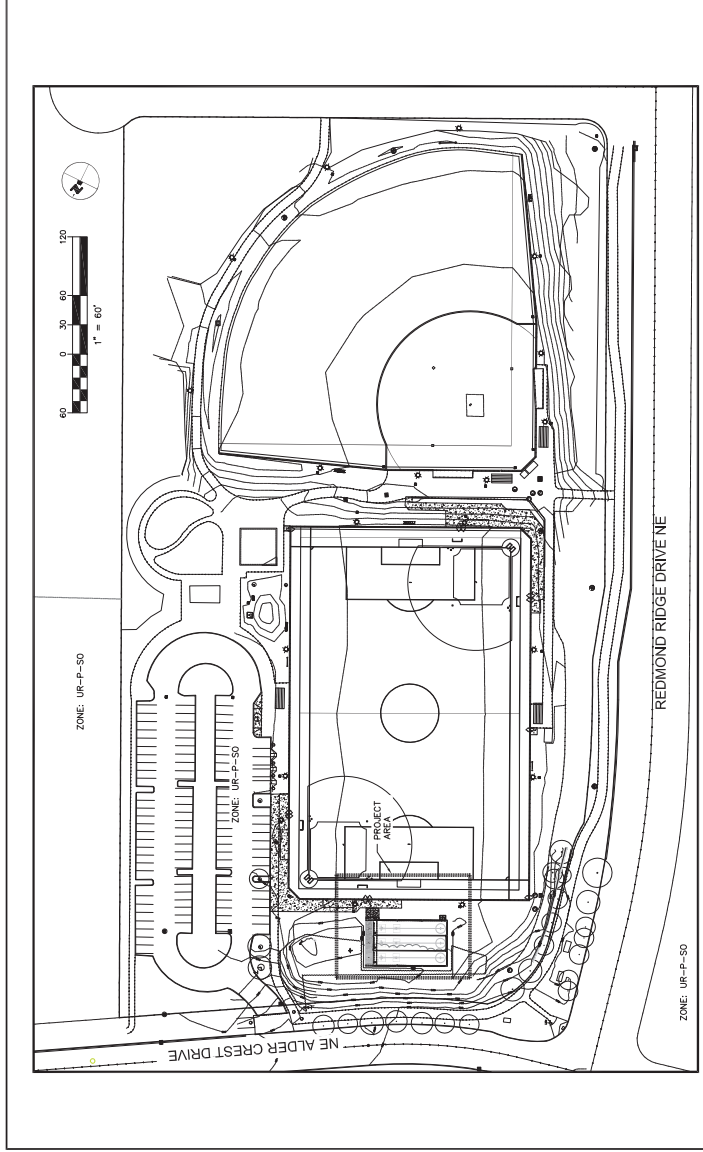 N
120
60
30
0
60
1" = 60'
REDMOND RIDGE DRIVE NE
ZONE: UR-P-SO
ZONE: UR-P-SO
PROJECT
AREA
ZONE: UR-P-SO
NE ALDER CREST DRIVE